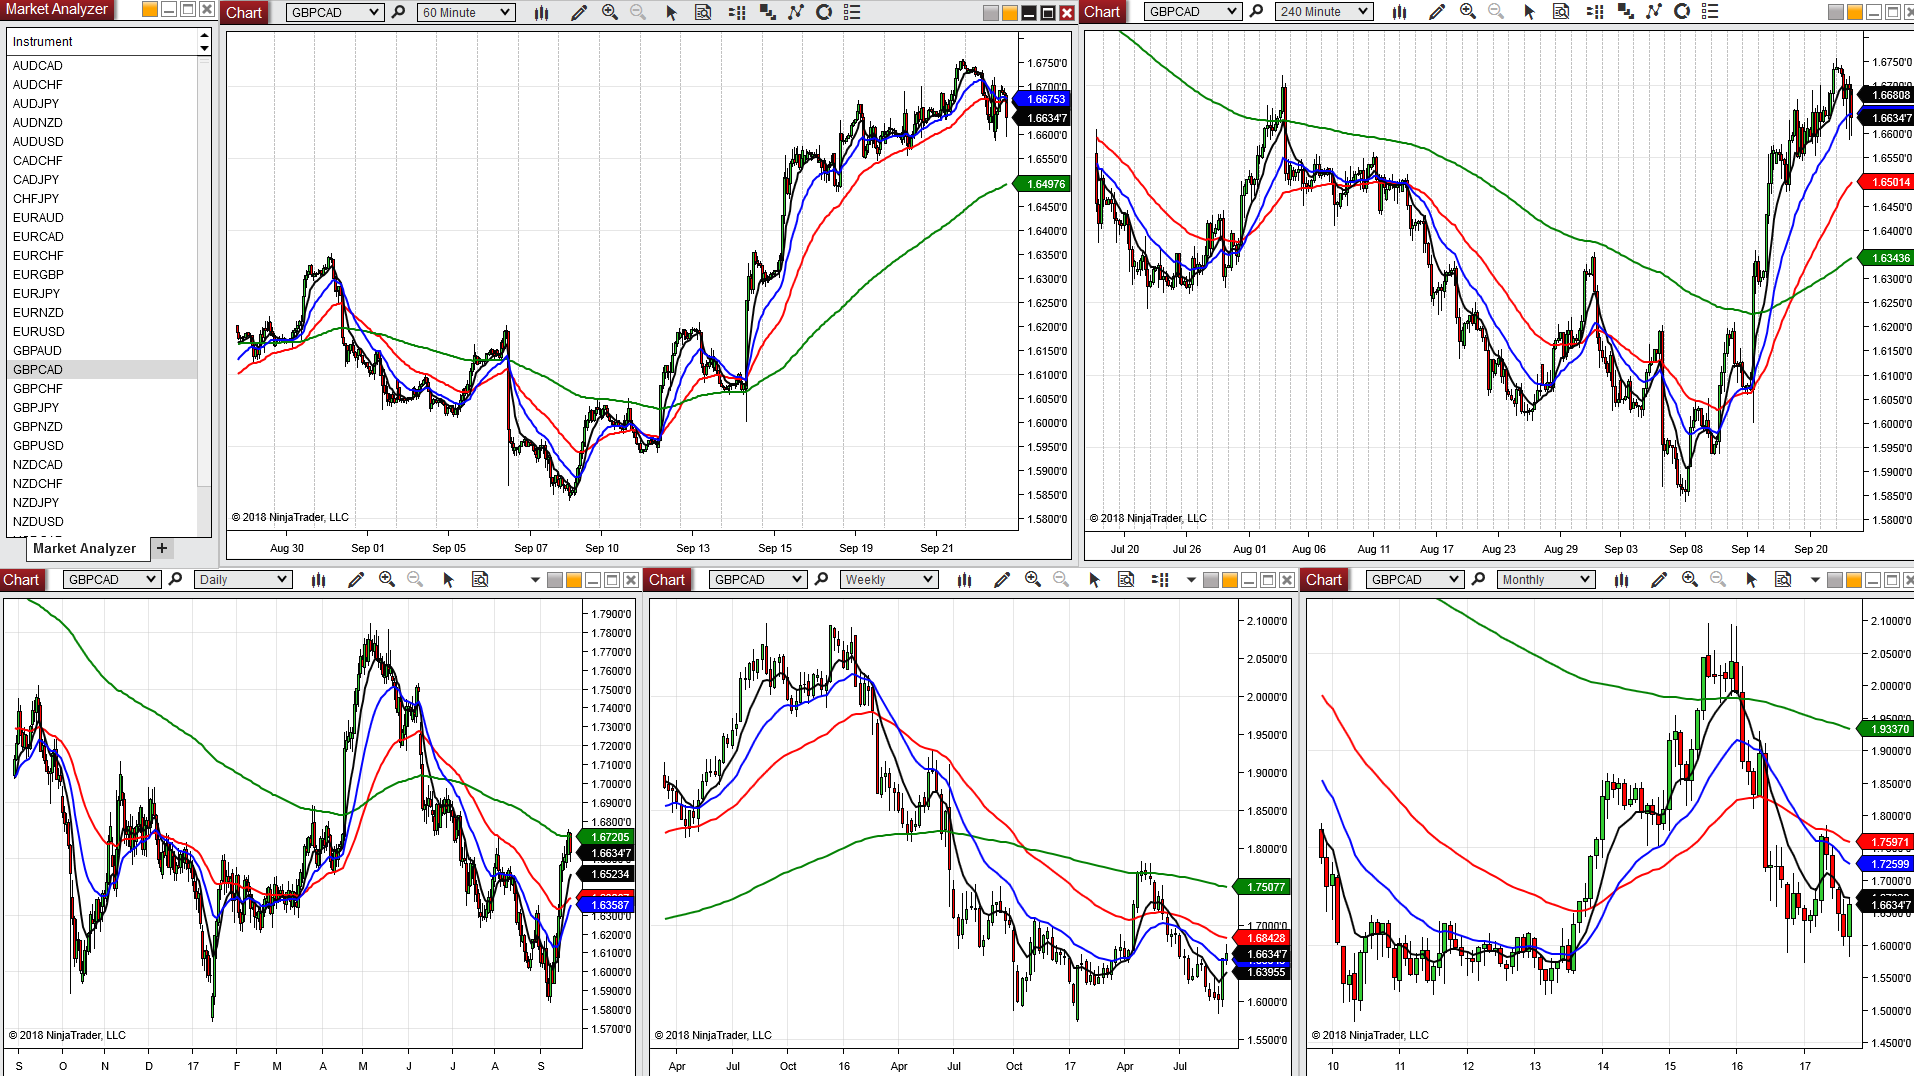 Market Analyzer
Instrument
AUDCAD
AUDCHF
AUDJPY
AUDNZD
AUDUSD
CADCHF
CADJPY
CHFJPY
EURAUD
EURCAD
EURCHF
EURGBP
EURJPY
EURNZD
EURUSD
GBPAUD
GBPCAD
GBPCHF
GBPJPY
GBPNZD
GBPUSD
NZDCAD
NZDCHF
NZDJPY
NZDUSD
Market Analyzer +
Chart GBPCAD 60 Minute
1.6750'0
1.6700'0
1.66753
1.6634'7
1.6600'0
1.6550'0
1.64976
1.6450'0
1.6400'0
1.6350'0
1.6300'0
1.6250'0
1.6200'0
1.6150'0
1.6100'0
1.6050'0
1.6000'0
1.5950'0
1.5900'0
1.5850'0
1.5800'0
© 2018 NinjaTrader, LLC
Aug 30 Sep 01 Sep 05 Sep 07 Sep 10 Sep 13 Sep 15 Sep 19 Sep 21
Chart GBPCAD 240 Minute
1.6750'0
1.66808
1.6634'7
1.6600'0
1.6550'0
1.65014
1.6450'0
1.6400'0
1.63436
1.6300'0
1.6250'0
1.6200'0
1.6150'0
1.6100'0
1.6050'0
1.6000'0
1.5950'0
1.5900'0
1.5850'0
1.5800'0
© 2018 NinjaTrader, LLC
Jul 20 Jul 26 Aug 01 Aug 06 Aug 11 Aug 17 Aug 23 Aug 29 Sep 03 Sep 08 Sep 14 Sep 20
Chart GBPCAD Daily
1.7900'0
1.7800'0
1.7700'0
1.7600'0
1.7500'0
1.7400'0
1.7300'0
1.7200'0
1.7100'0
1.7000'0
1.6900'0
1.6800'0
1.67205
1.6634'7
1.65234
1.63587
1.6300'0
1.6200'0
1.6100'0
1.6000'0
1.5900'0
1.5800'0
1.5700'0
© 2018 NinjaTrader, LLC
S O N D 17 F M A M J J A S
Chart GBPCAD Weekly
2.1000'0
2.0500'0
2.0000'0
1.9500'0
1.9000'0
1.8500'0
1.8000'0
1.75077
1.7000'0
1.68428
1.6634'7
1.63955
1.6000'0
1.5500'0
© 2018 NinjaTrader, LLC
Apr Jul Oct 16 Apr Jul Oct 17 Apr Jul
Chart GBPCAD Monthly
2.1000'0
2.0500'0
2.0000'0
1.93370
1.9000'0
1.8500'0
1.8000'0
1.75971
1.72599
1.7000'0
1.6634'7
1.6000'0
1.5500'0
1.5000'0
1.4500'0
© 2018 NinjaTrader, LLC
10 11 12 13 14 15 16 17